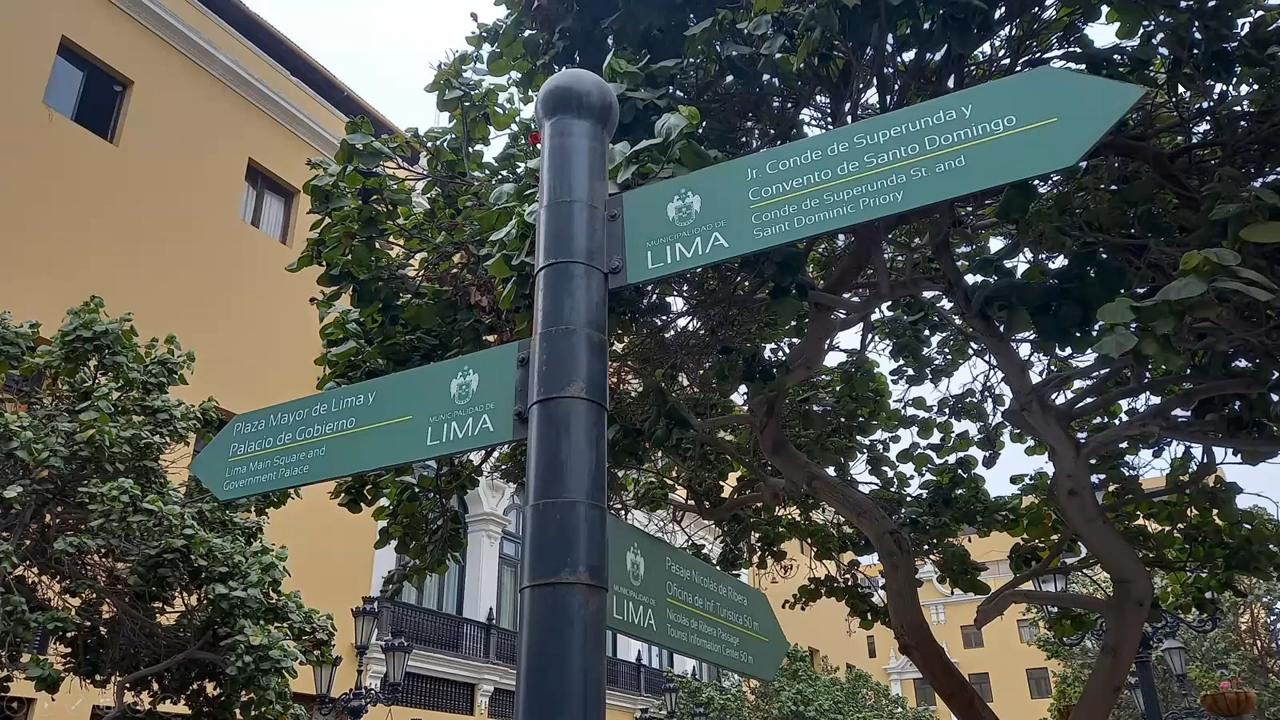 Jr. Conde de Superunda y
Convento de Santo Domingo
Conde de Superunda St. and
Saint Dominic Priory
MUNICIPALIDAD DE
LIMA
Plaza Mayor de Lima y
Palacio de Gobierno
Lima Main Square and
Government Palace
MUNICIPALIDAD DE
LIMA
MUNICIPALIDAD DE
LIMA
Pasaje Nicolás de Ribera
Oficina de Inf. Turística 50 m
Nicolás de Ribera Passage
Tourist Information Center 50 m